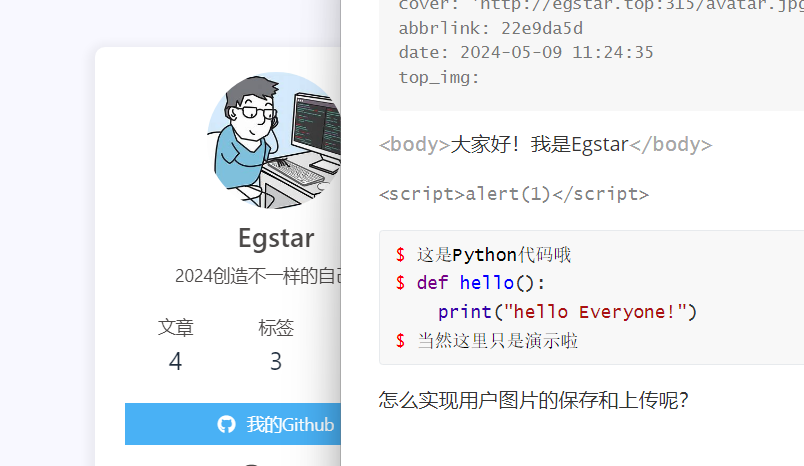 Egstar
2024创造不一样的自己
文章
标签
4
3
我的Github
cover: 'http://egstar.top:315/avatar.jpg
abbrlink: 22e9da5d
date: 2024-05-09 11:24:35
top_img:
<body>大家好！我是Egstar</body>
<script>alert(1)</script>
$ 这是Python代码哦
$ def hello():
print("hello Everyone!")
$ 当然这里只是演示啦
怎么实现用户图片的保存和上传呢？